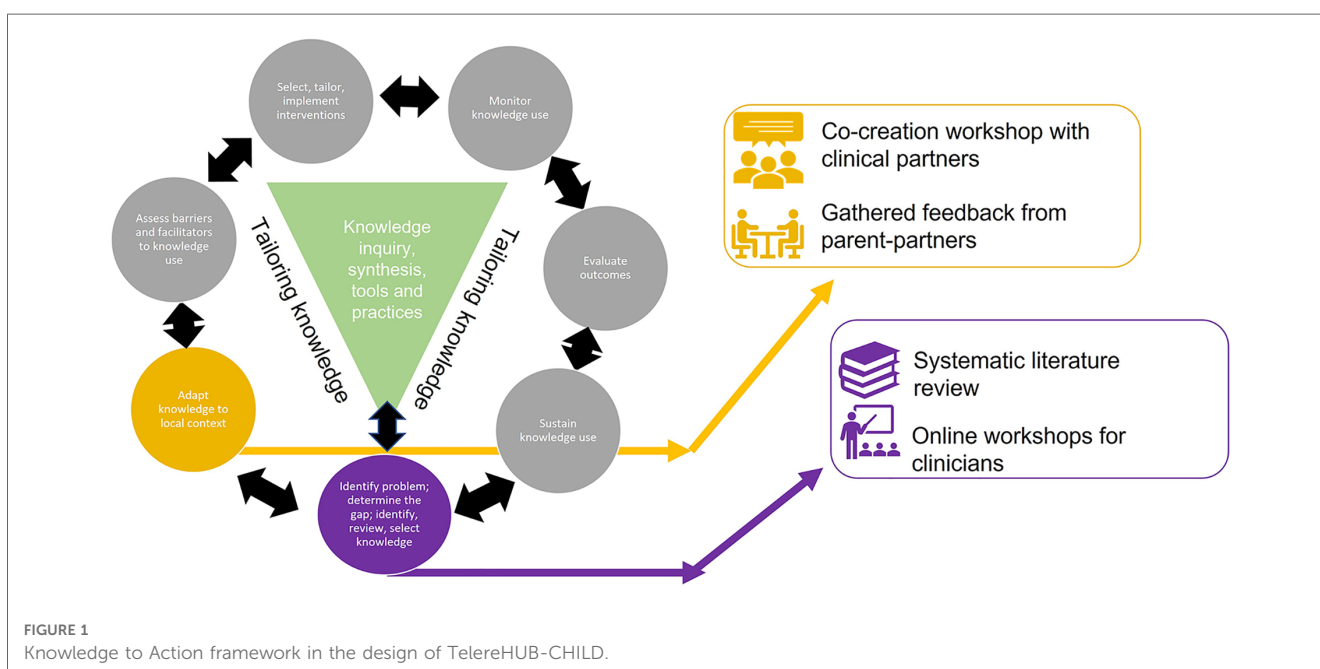 Select, tailor,
implement
interventions
Monitor
knowledge use
Assess barriers
and facilitators
to knowledge
use
Tailoring knowledge
Knowledge
inquiry,
synthesis,
tools and
practices
Tailoring knowledge
Evaluate
outcomes
Adapt
knowledge to
local context
Sustain
knowledge use
Identify problem;
determine the
gap; identify,
review, select
knowledge
Co-creation workshop with
clinical partners
Gathered feedback from
parent-partners
Systematic literature
review
Online workshops for
clinicians
FIGURE 1
Knowledge to Action framework in the design of TelereHUB-CHILD.